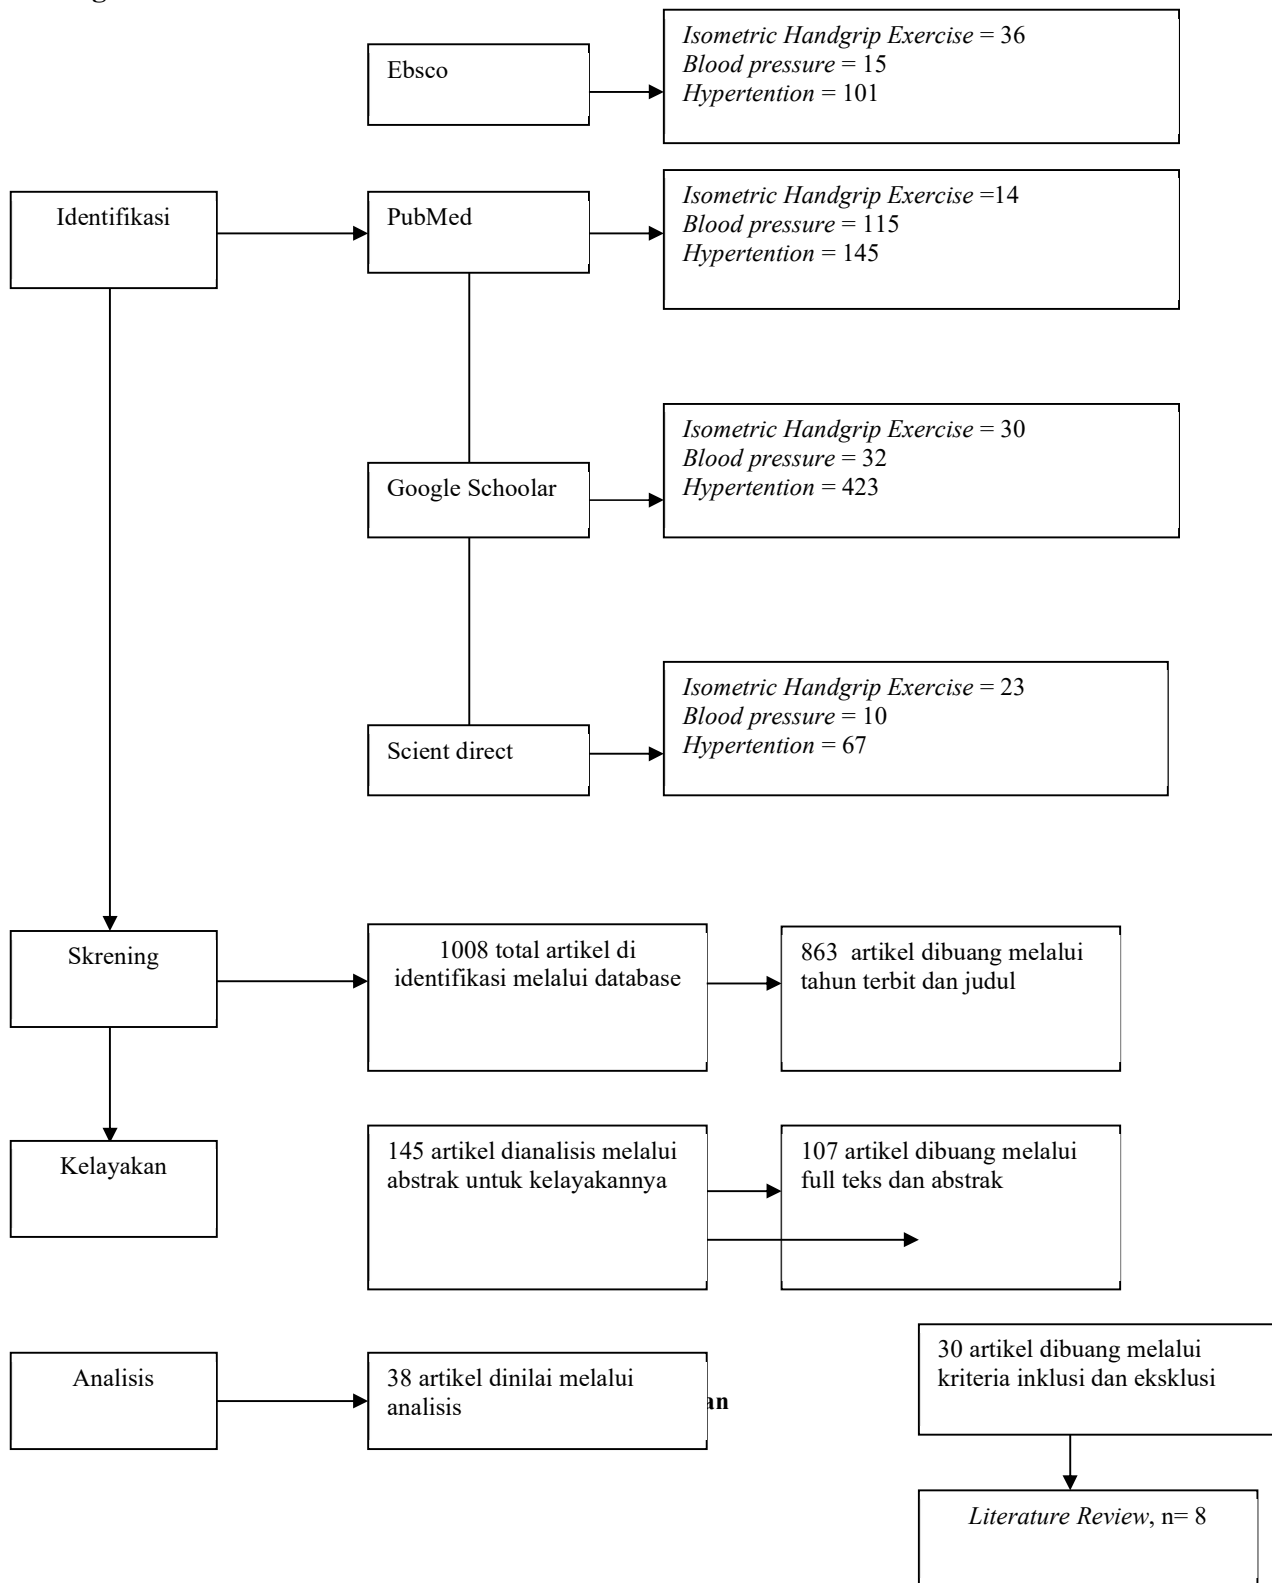 Ebsco
Isometric Handgrip Exercise = 36
Blood pressure = 15
Hypertention = 101
Identifikasi
PubMed
Isometric Handgrip Exercise =14
Blood pressure = 115
Hypertention = 145
Google Schoolar
Isometric Handgrip Exercise = 30
Blood pressure = 32
Hypertention = 423
Scient direct
Isometric Handgrip Exercise = 23
Blood pressure = 10
Hypertention = 67
Skrening
1008 total artikel di
identifikasi melalui database
863 artikel dibuang melalui
tahun terbit dan judul
Kelayakan
145 artikel dianalisis melalui
abstrak untuk kelayakannya
107 artikel dibuang melalui
full teks dan abstrak
Analisis
38 artikel dinilai melalui
analisis
30 artikel dibuang melalui
kriteria inklusi dan eksklusi
Literature Review, n= 8